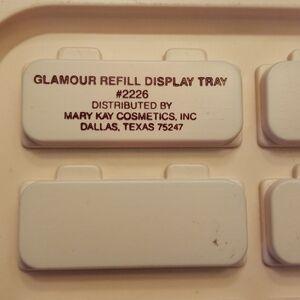 GLAMOUR REFILL DISPLAY TRAY
#2226
DISTRIBUTED BY
MARY KAY COSMETICS, INC
DALLAS, TEXAS 75247